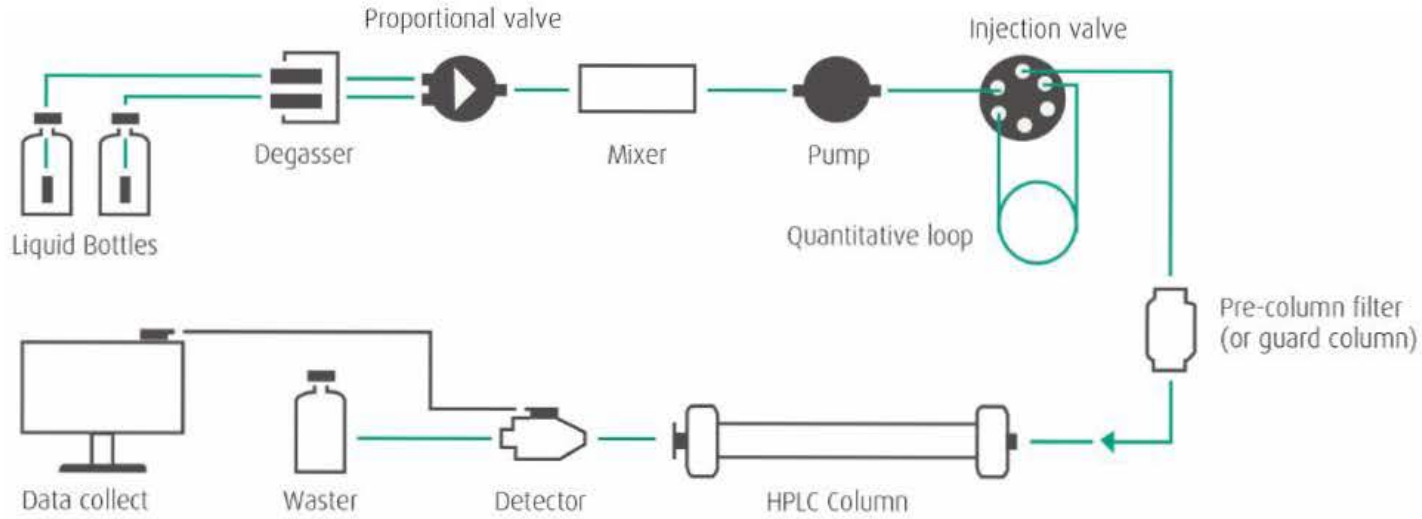 Proportional valve
Injection valve
Degasser
Mixer
Pump
Liquid Bottles
Quantitative loop
Pre-column filter
(or guard column)
Data collect
Waster
Detector
HPLC Column